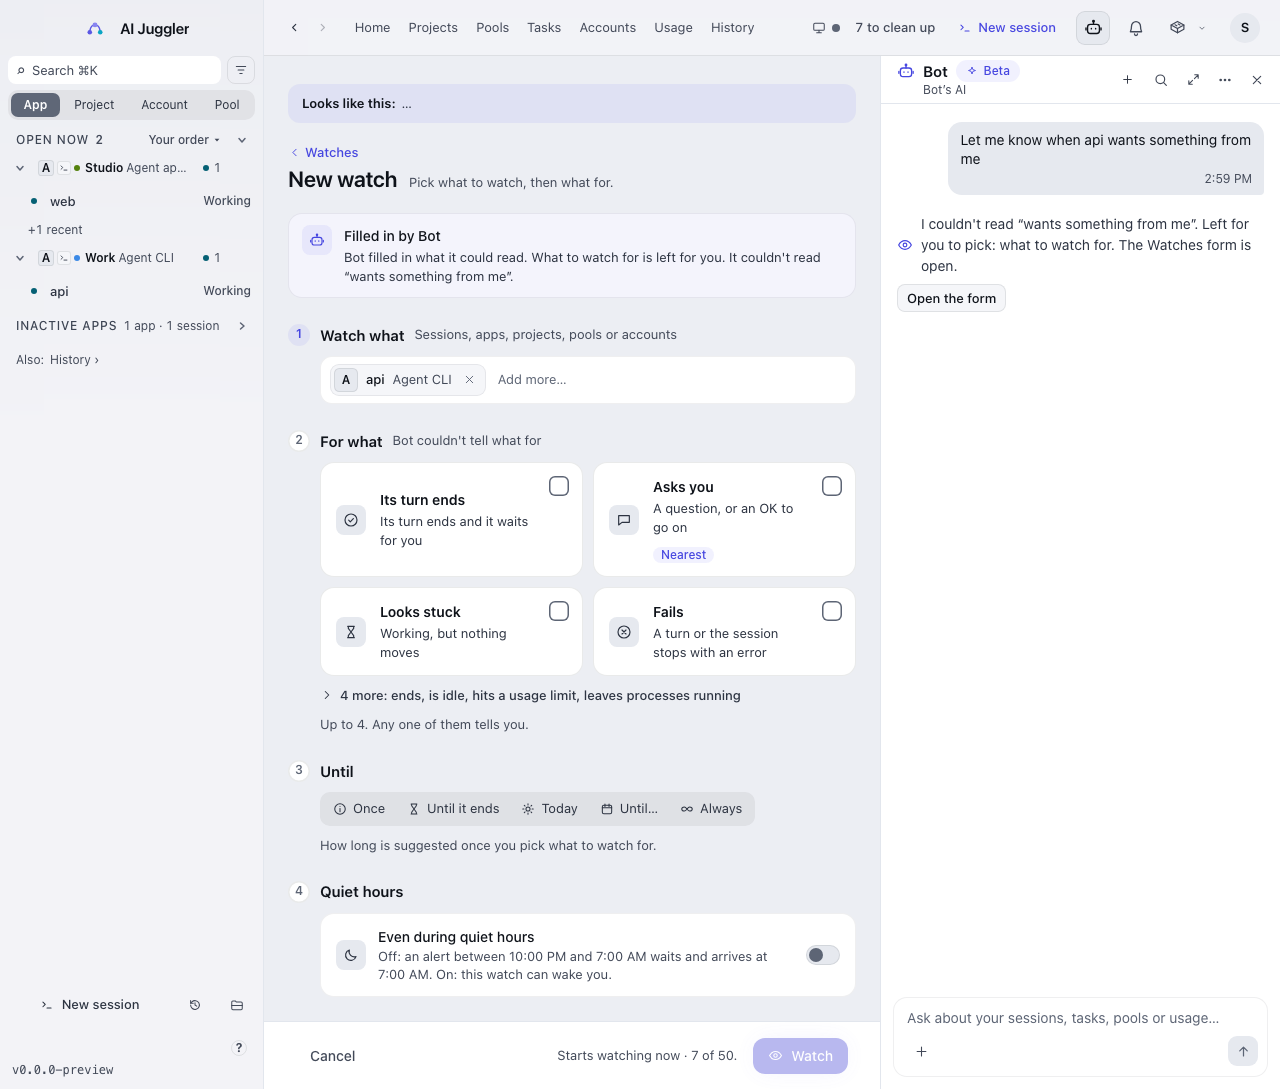 AI Juggler
Search ⌘K
App Project Account Pool
OPEN NOW 2 Your order
A Studio Agent ap... 1
web Working
+1 recent
A Work Agent CLI 1
api Working
INACTIVE APPS 1 app · 1 session
Also: History ›
New session
?
v0.0.0-preview
Home Projects Pools Tasks Accounts Usage History
7 to clean up
New session
S
Looks like this: ...
Watches
New watch Pick what to watch, then what for.
Filled in by Bot
Bot filled in what it could read. What to watch for is left for you. It couldn't read
“wants something from me”.
1 Watch what Sessions, apps, projects, pools or accounts
A api Agent CLI Add more...
2 For what Bot couldn't tell what for
Its turn ends
Its turn ends and it waits
for you
Asks you
A question, or an OK to
go on
Nearest
Looks stuck
Working, but nothing
moves
Fails
A turn or the session
stops with an error
4 more: ends, is idle, hits a usage limit, leaves processes running
Up to 4. Any one of them tells you.
3 Until
Once Until it ends Today Until... Always
How long is suggested once you pick what to watch for.
4 Quiet hours
Even during quiet hours
Off: an alert between 10:00 PM and 7:00 AM waits and arrives at
7:00 AM. On: this watch can wake you.
Cancel Starts watching now · 7 of 50. Watch
Bot Beta
Bot's AI
Let me know when api wants something from
me
2:59 PM
I couldn't read “wants something from me”. Left for
you to pick: what to watch for. The Watches form is
open.
Open the form
Ask about your sessions, tasks, pools or usage...